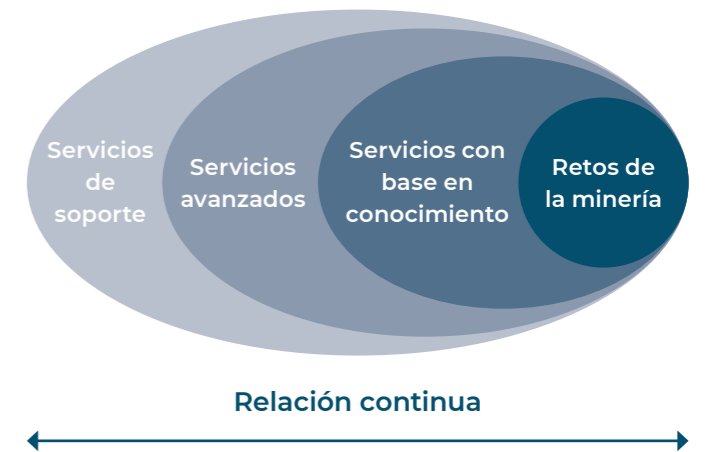 Servicios
de
soporte
Servicios
avanzados
Servicios con
base en
conocimiento
Retos de
la minería
Relación continua